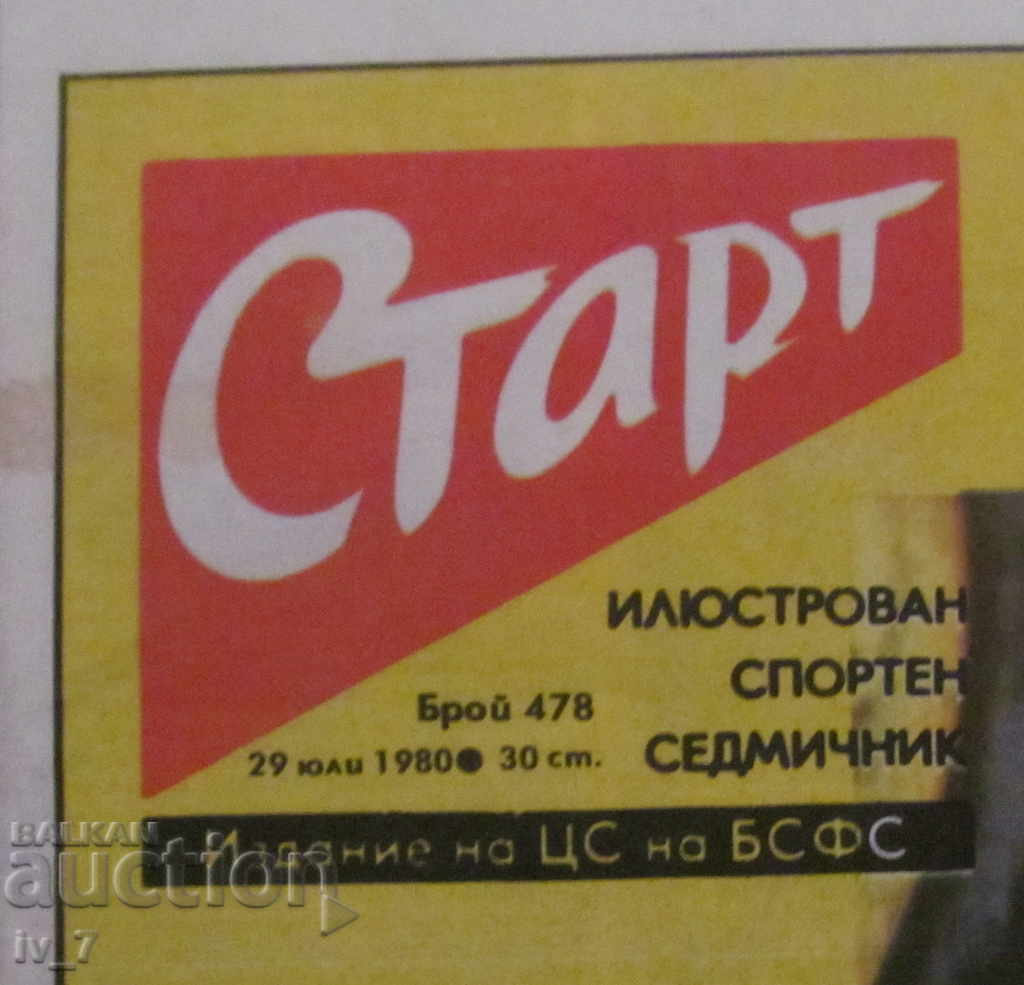 Старт
ИЛЮСТРОВАН
СПОРТЕН
СЕДМИЧНИК
Брой 478
29 юли 1980 ● 30 ст.
Издание на ЦС на БСФС
BALKAN
auction
iv_7